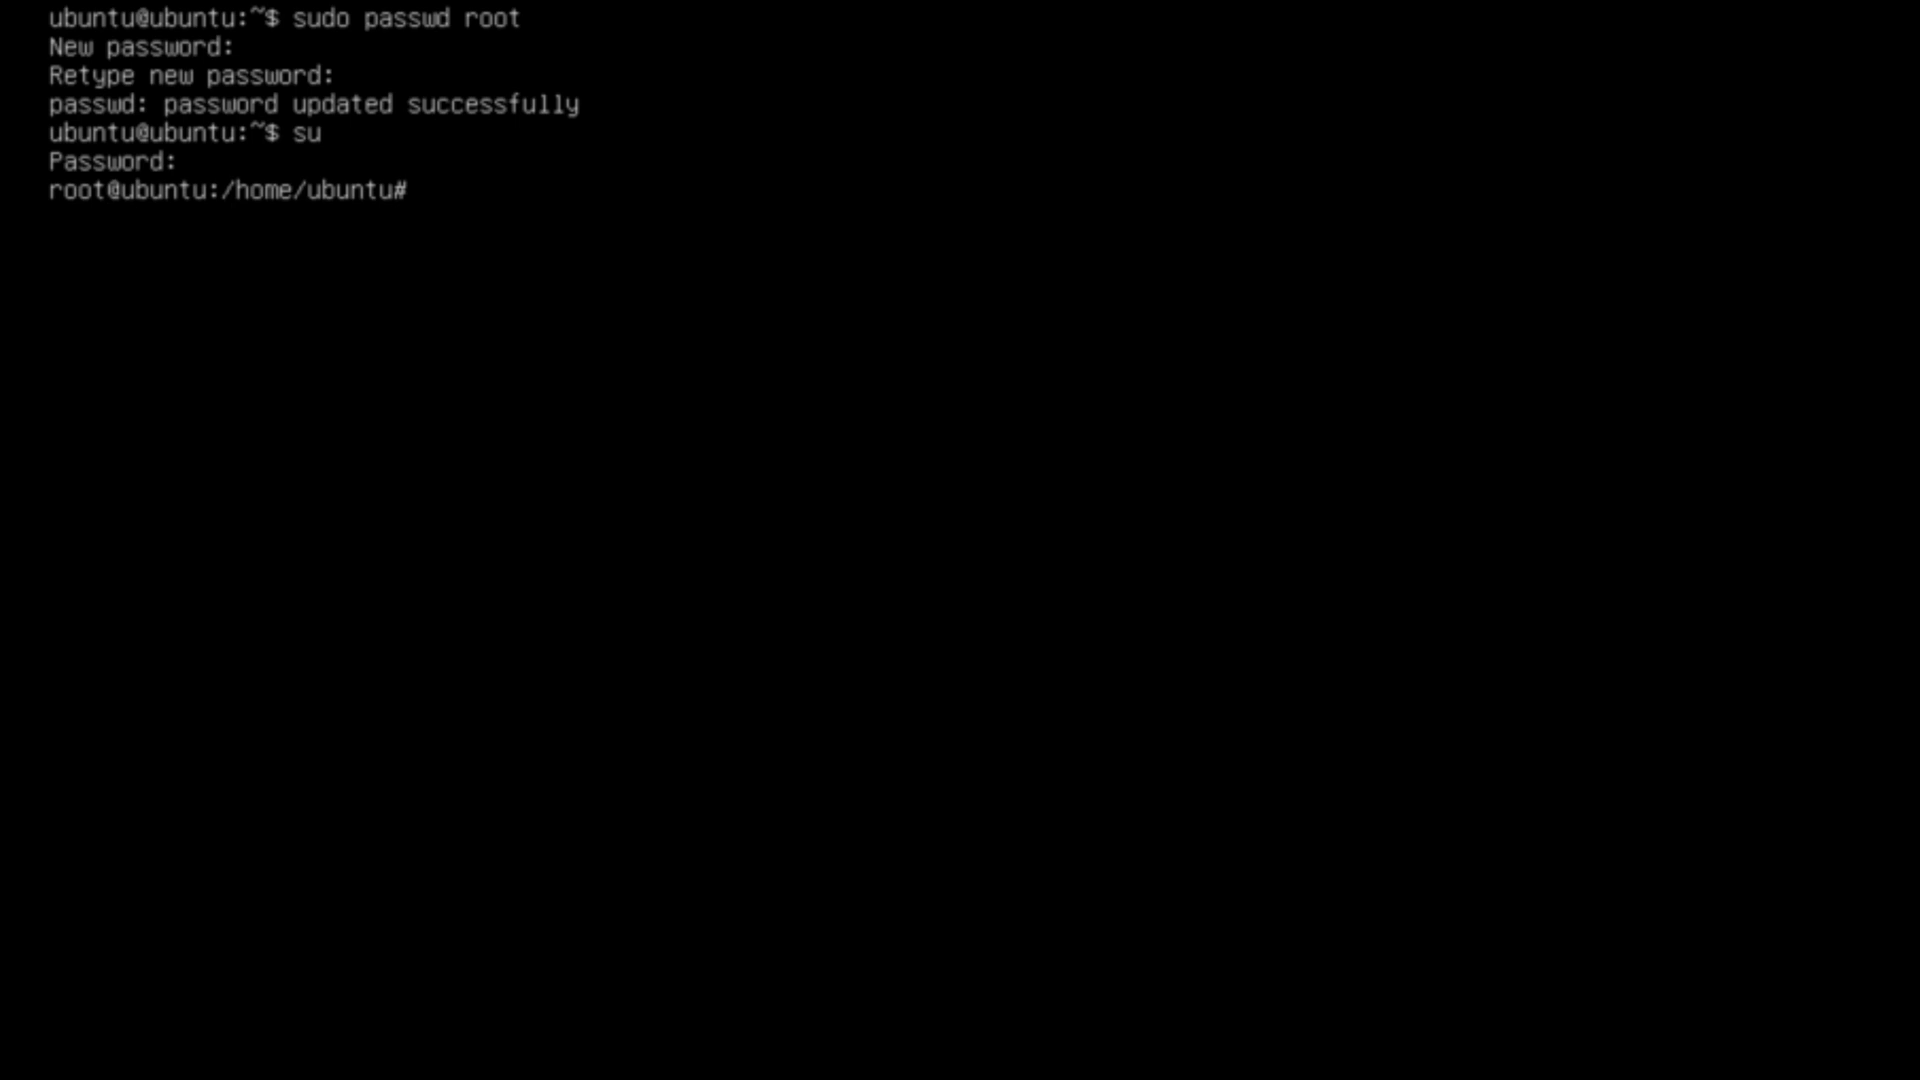 ubuntu@ubuntu:~$ sudo passwd root
New password:
Retype new password:
passwd: password updated successfully
ubuntu@ubuntu:~$ su
Password:
root@ubuntu:/home/ubuntu#